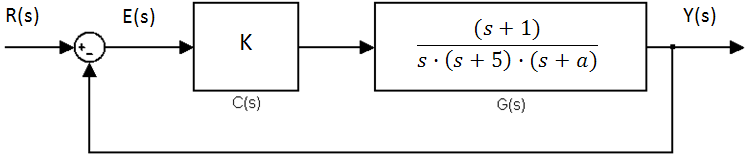 R(s) E(s) Y(s)
+ -
K
(s + 1)
s · (s + 5) · (s + a)
C(s) G(s)